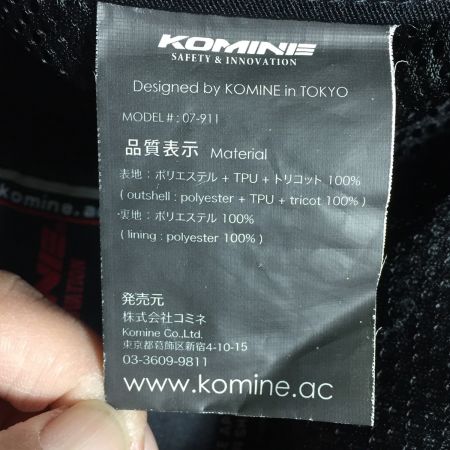 KOMINE
SAFETY & INNOVATION
Designed by KOMINE in TOKYO
MODEL # : 07-911
品質表示 Material
表地 : ポリエステル + TPU + トリコット 100%
( outshell : polyester + TPU + tricot 100% )
裏地 : ポリエステル 100%
( lining : polyester 100% )
発売元
株式会社コミネ
Komine Co.,Ltd.
東京都葛飾区新宿4-10-15
03-3609-9811
www.komine.ac
komine.ac
KOMINE